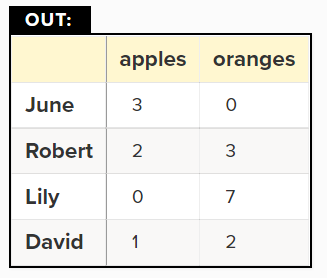 OUT:
apples oranges
June 3 0
Robert 2 3
Lily 0 7
David 1 2